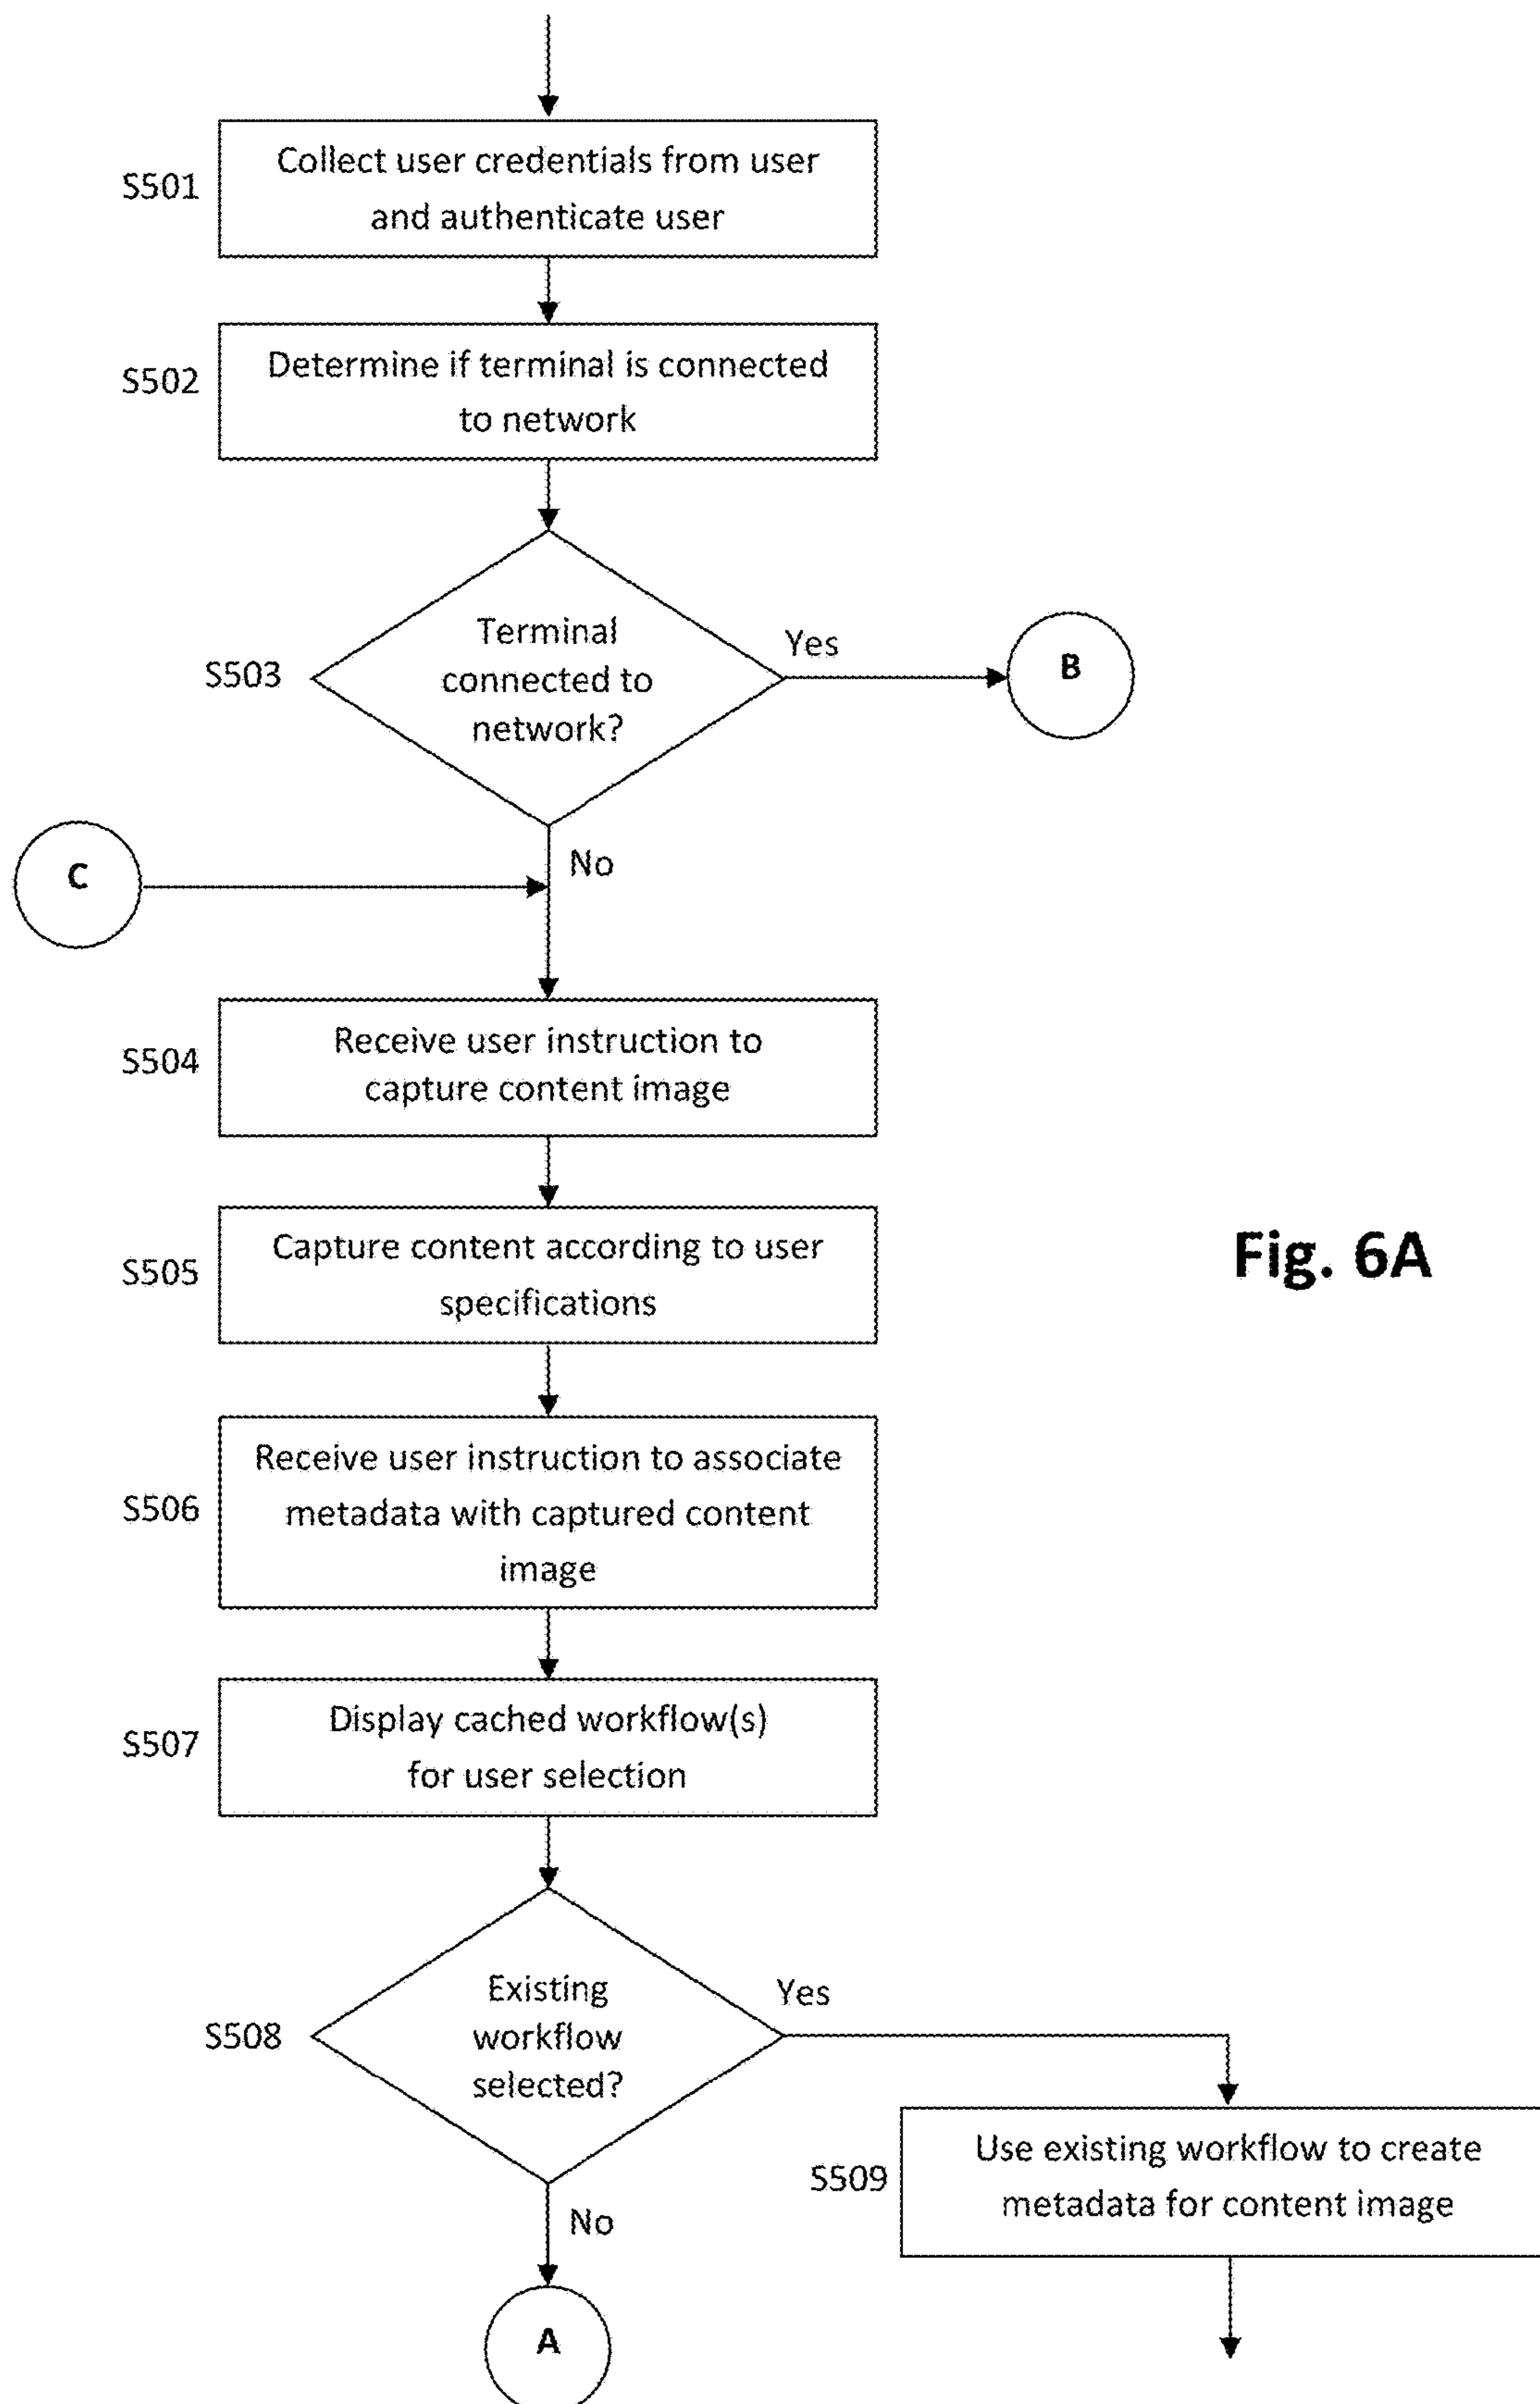 S501
Collect user credentials from user
and authenticate user
S502
Determine if terminal is connected
to network
S503
Terminal
connected to
network?
Yes
B
C
No
S504
Receive user instruction to
capture content image
S505
Capture content according to user
specifications
Fig. 6A
S506
Receive user instruction to associate
metadata with captured content
image
S507
Display cached workflow(s)
for user selection
S508
Existing
workflow
selected?
Yes
S509
Use existing workflow to create
metadata for content image
No
A